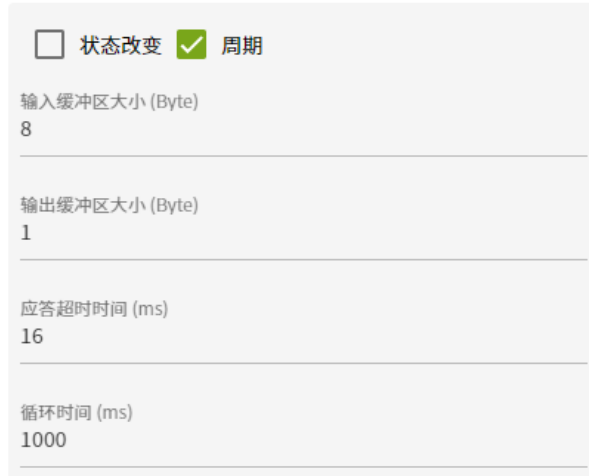 状态改变 周期
输入缓冲区大小 (Byte)
8
输出缓冲区大小 (Byte)
1
应答超时时间 (ms)
16
循环时间 (ms)
1000